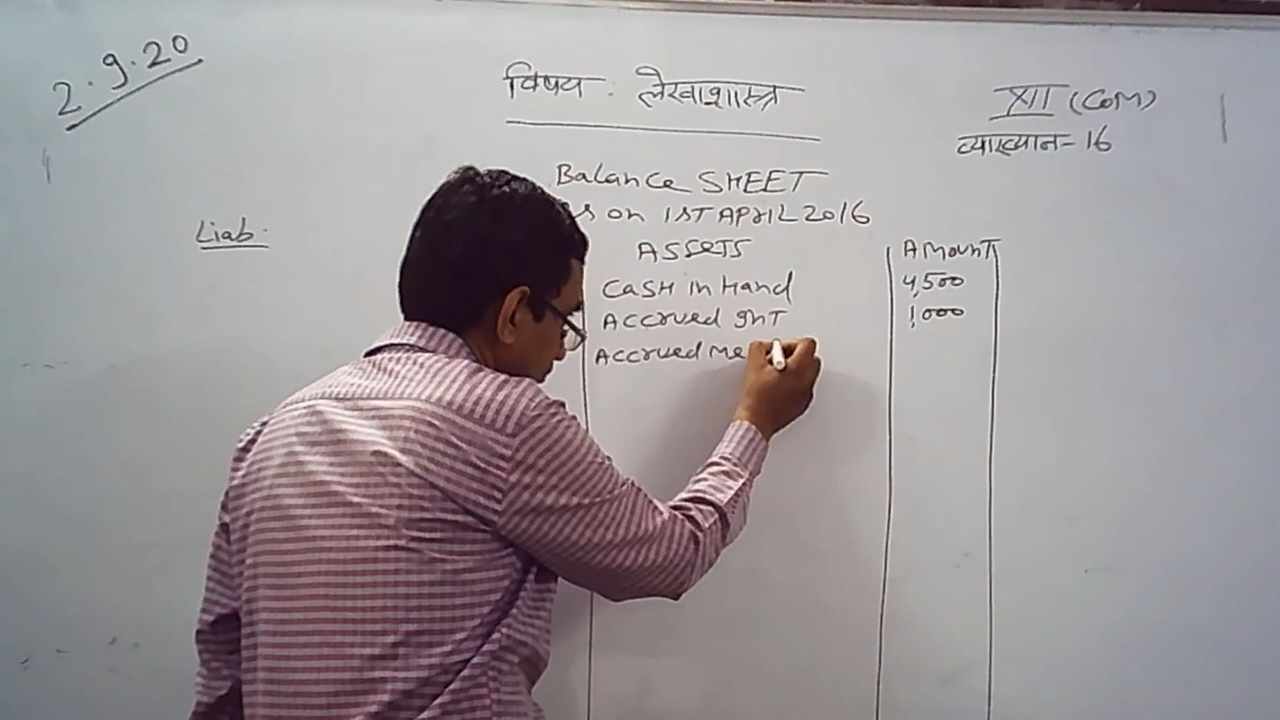 2.9.20
विषय : लेखाशास्त्र
XII (COM)
व्याख्यान-16
Balance SHEET
on 1ST APRIL 2016
Liab.
ASSETS
AMOUNT
CASH in Hand
4,500
Accrued INT
1,000
Accrued